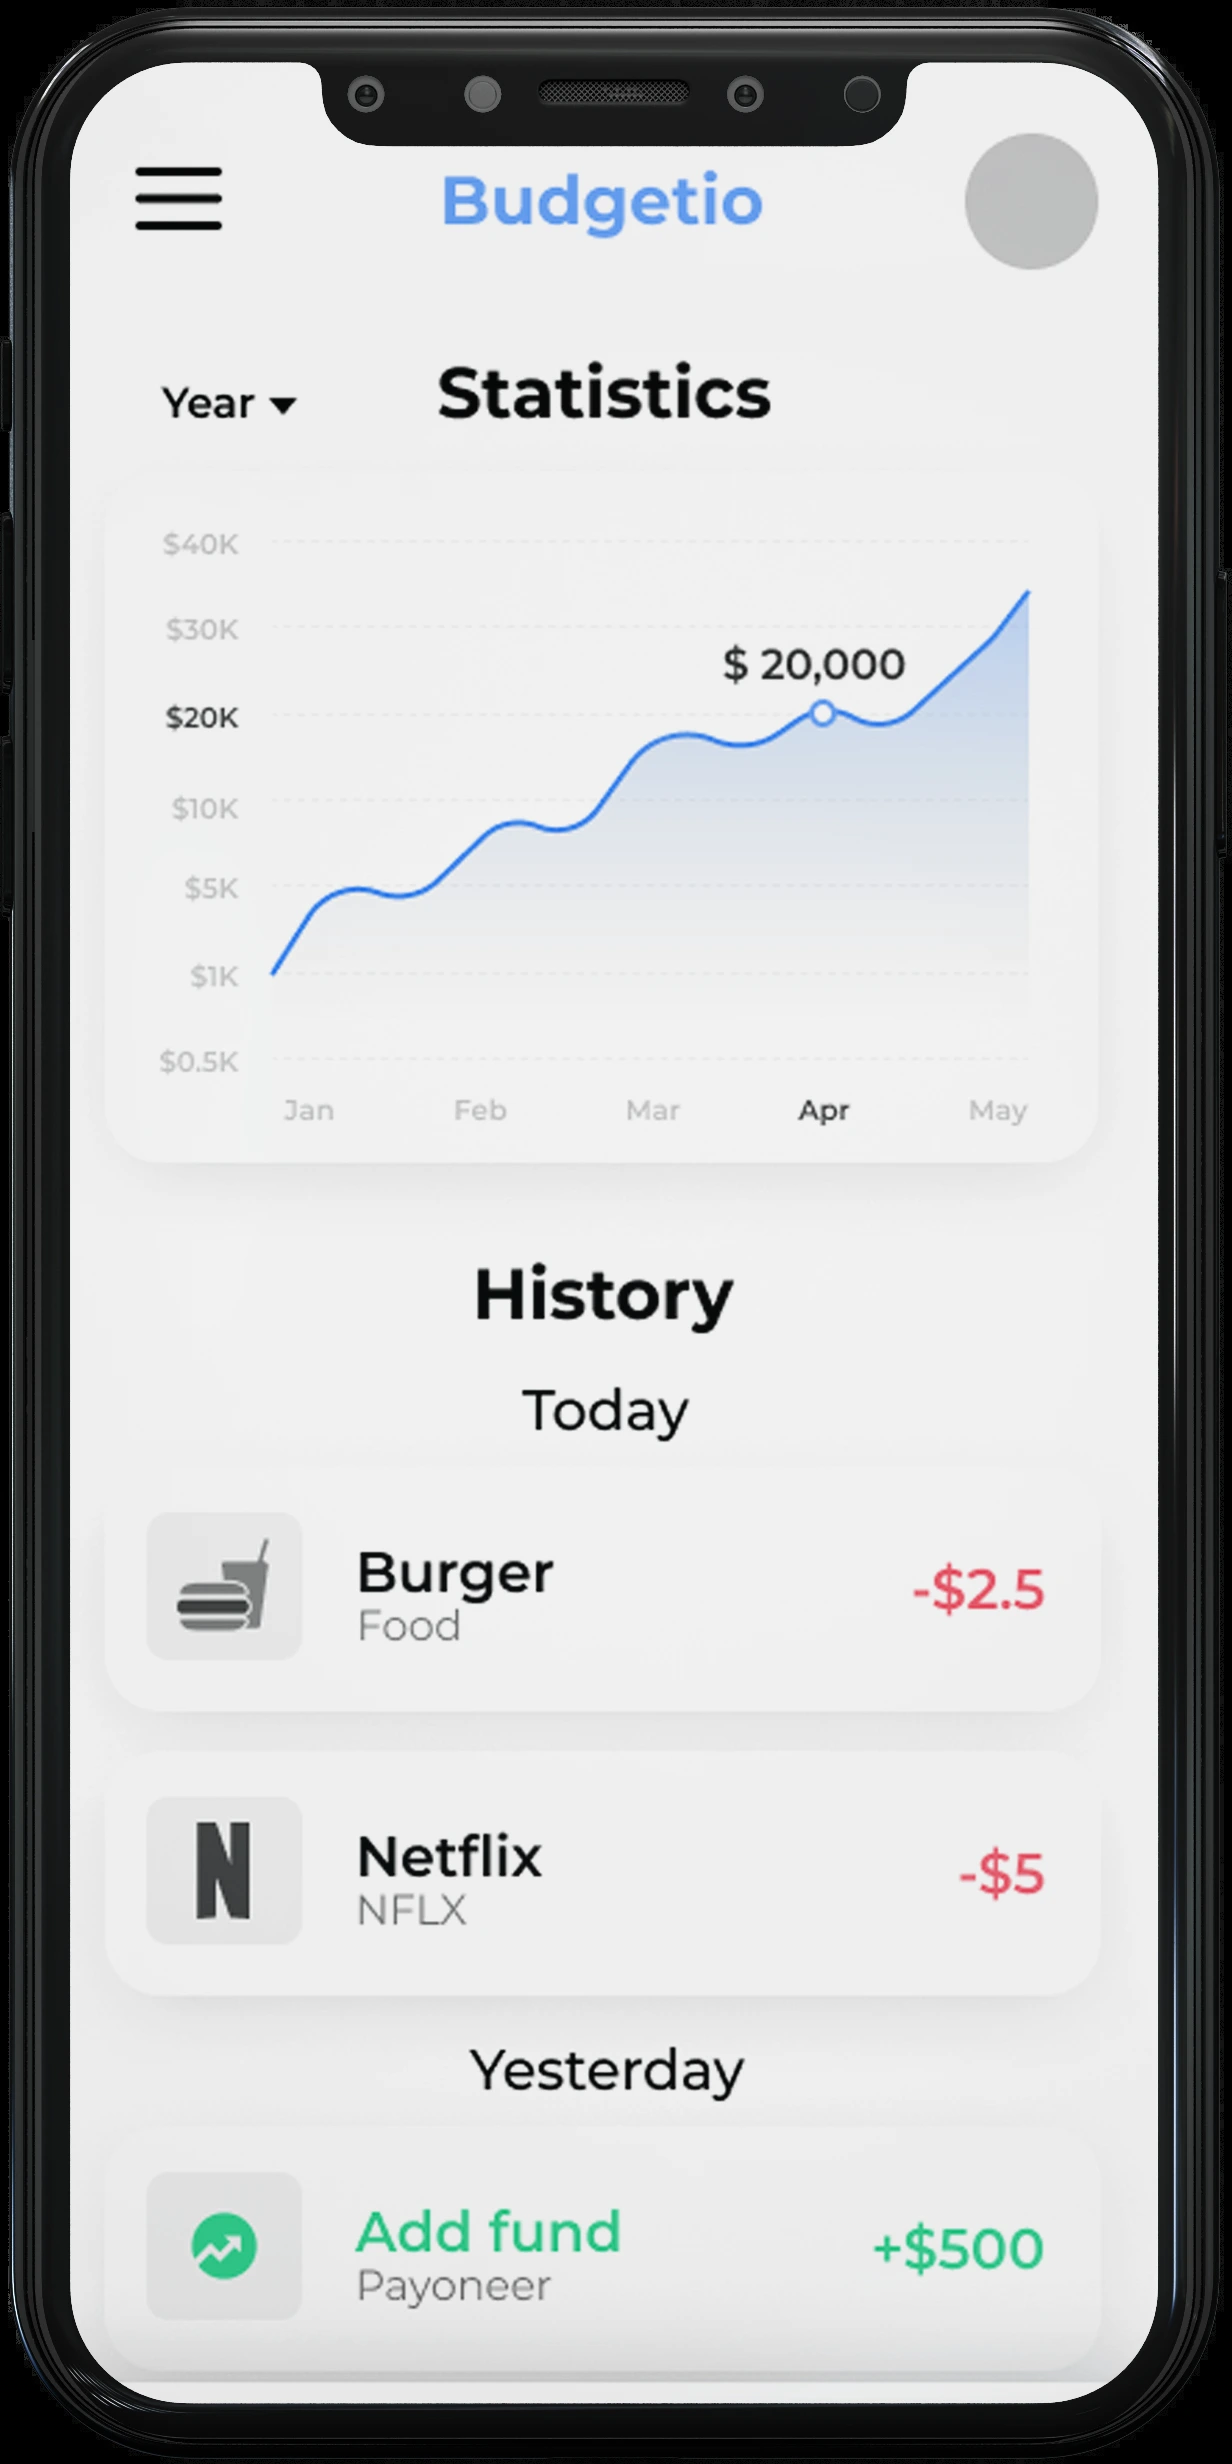 Budgetio
Year
Statistics
$40K
$30K
$ 20,000
$20K
$10K
$5K
$1K
$0.5K
Jan Feb Mar Apr May
History
Today
Burger
Food
-$2.5
N
Netflix
NFLX
-$5
Yesterday
Add fund
Payoneer
+$500